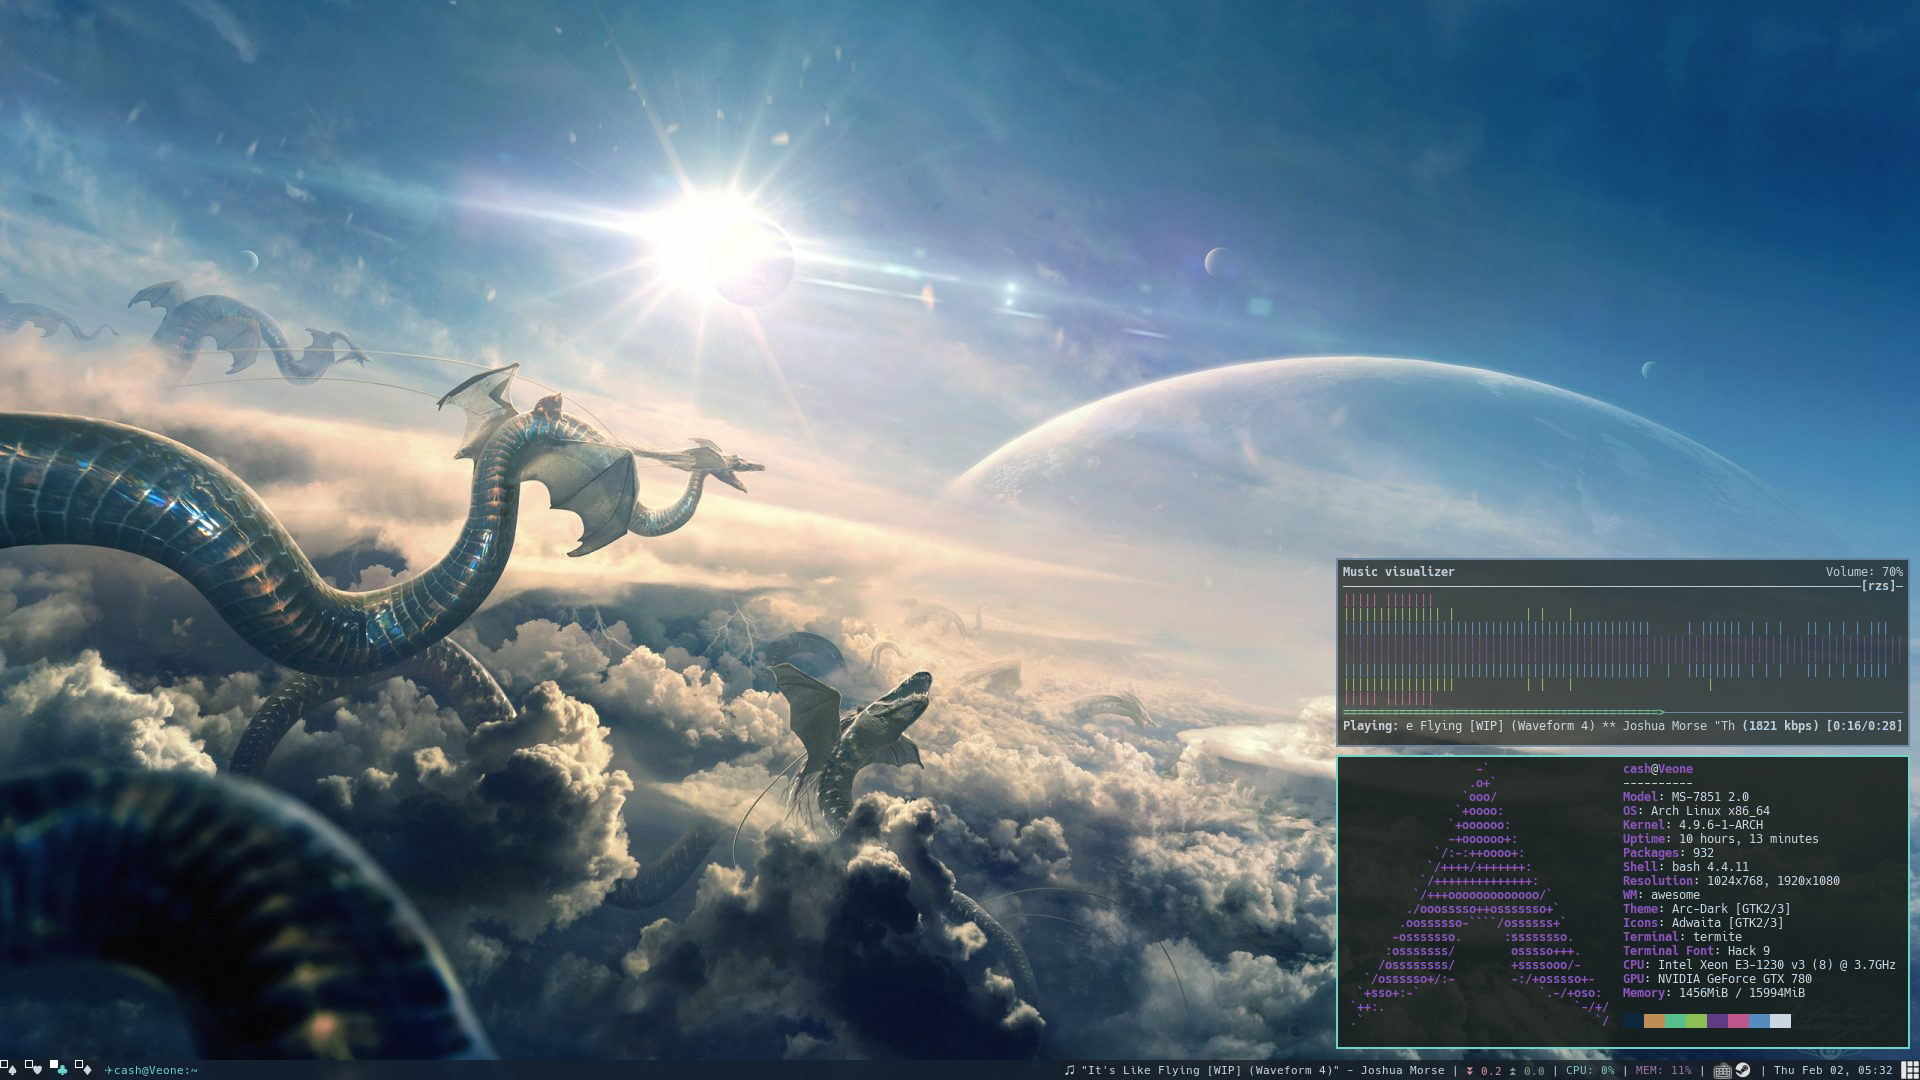 Music visualizer Volume: 70%
[rzs]
Playing: e Flying [WIP] (Waveform 4) ** Joshua Morse "Th (1821 kbps) [0:16/0:28]
cash@Veone
----------
Model: MS-7851 2.0
OS: Arch Linux x86_64
Kernel: 4.9.6-1-ARCH
Uptime: 10 hours, 13 minutes
Packages: 932
Shell: bash 4.4.11
Resolution: 1024x768, 1920x1080
WM: awesome
Theme: Arc-Dark [GTK2/3]
Icons: Adwaita [GTK2/3]
Terminal: termite
Terminal Font: Hack 9
CPU: Intel Xeon E3-1230 v3 (8) @ 3.7GHz
GPU: NVIDIA GeForce GTX 780
Memory: 1456MiB / 15994MiB
cash@Veone:~
"It's Like Flying [WIP] (Waveform 4)" - Joshua Morse | 0.2 0.0 | CPU: 0% | MEM: 11% | | Thu Feb 02, 05:32